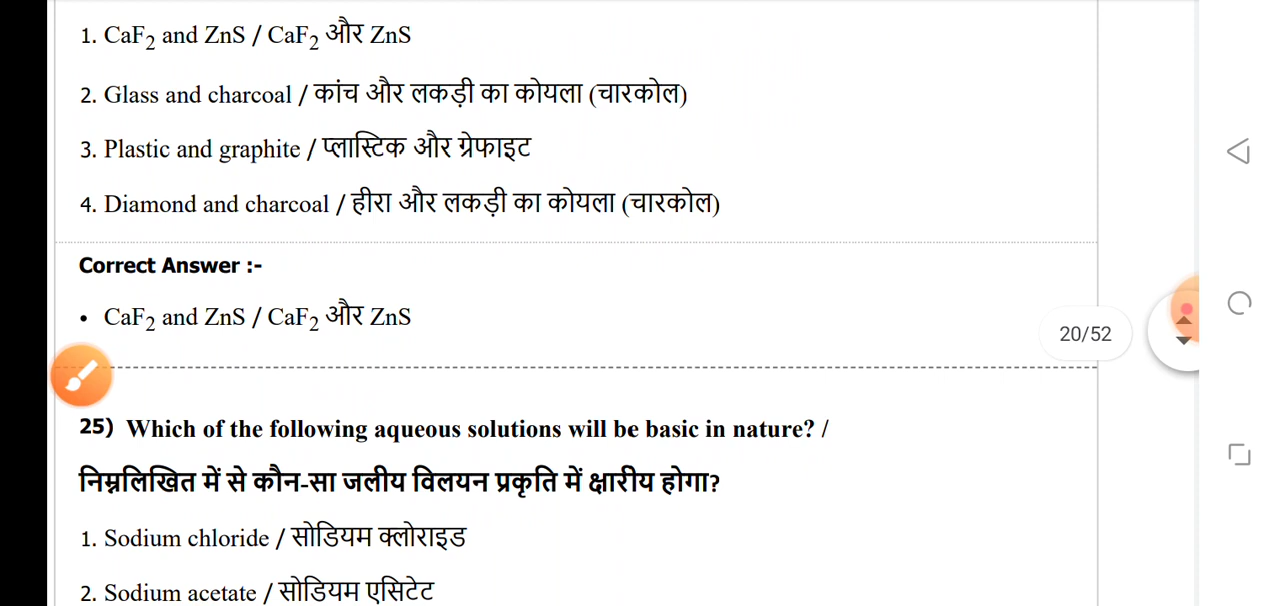 1. CaF2 and ZnS / CaF2 और ZnS
2. Glass and charcoal / कांच और लकड़ी का कोयला (चारकोल)
3. Plastic and graphite / प्लास्टिक और ग्रेफाइट
4. Diamond and charcoal / हीरा और लकड़ी का कोयला (चारकोल)
Correct Answer :-
• CaF2 and ZnS / CaF2 और ZnS
20/52
25) Which of the following aqueous solutions will be basic in nature? /
निम्नलिखित में से कौन-सा जलीय विलयन प्रकृति में क्षारीय होगा?
1. Sodium chloride / सोडियम क्लोराइड
2. Sodium acetate / सोडियम एसिटेट